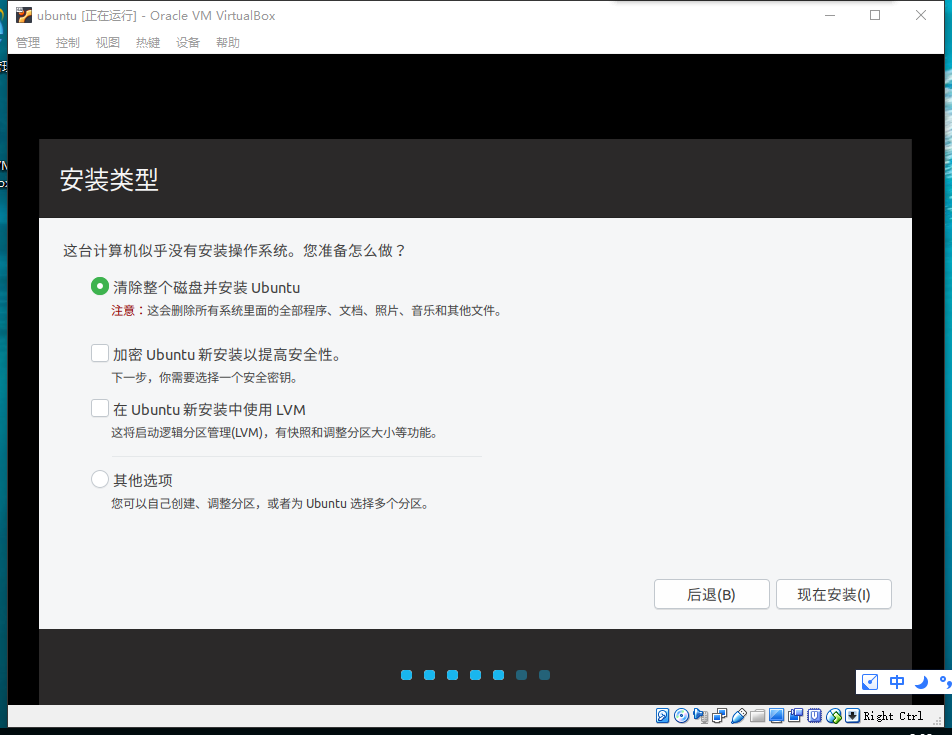 ubuntu [正在运行] - Oracle VM VirtualBox
管理 控制 视图 热键 设备 帮助
安装类型
这台计算机似乎没有安装操作系统。您准备怎么做？
清除整个磁盘并安装 Ubuntu
注意：这会删除所有系统里面的全部程序、文档、照片、音乐和其他文件。
加密 Ubuntu 新安装以提高安全性。
下一步，你需要选择一个安全密钥。
在 Ubuntu 新安装中使用 LVM
这将启动逻辑分区管理(LVM)，有快照和调整分区大小等功能。
其他选项
您可以自己创建、调整分区，或者为 Ubuntu 选择多个分区。
后退(B) 现在安装(I)
中
Right Ctrl